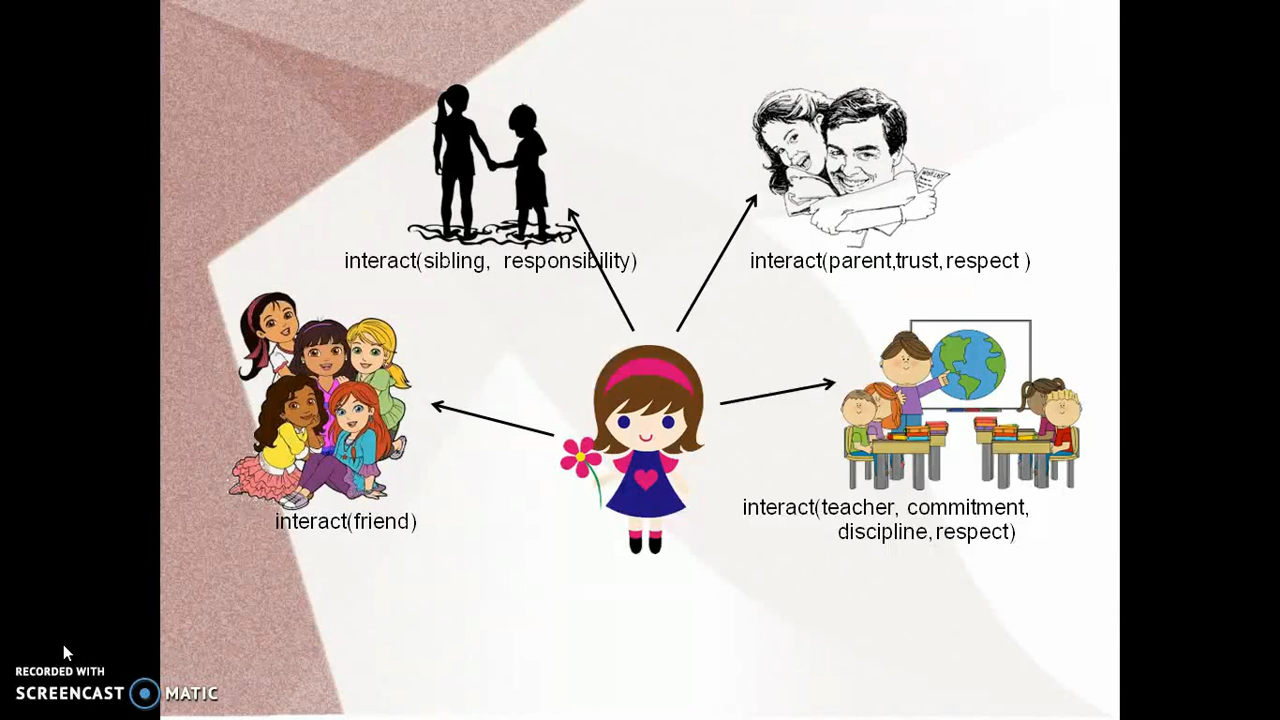 interact(sibling, responsibility)
interact(parent,trust, respect )
interact(friend)
interact(teacher, commitment,
discipline, respect)
RECORDED WITH
SCREENCAST MATIC